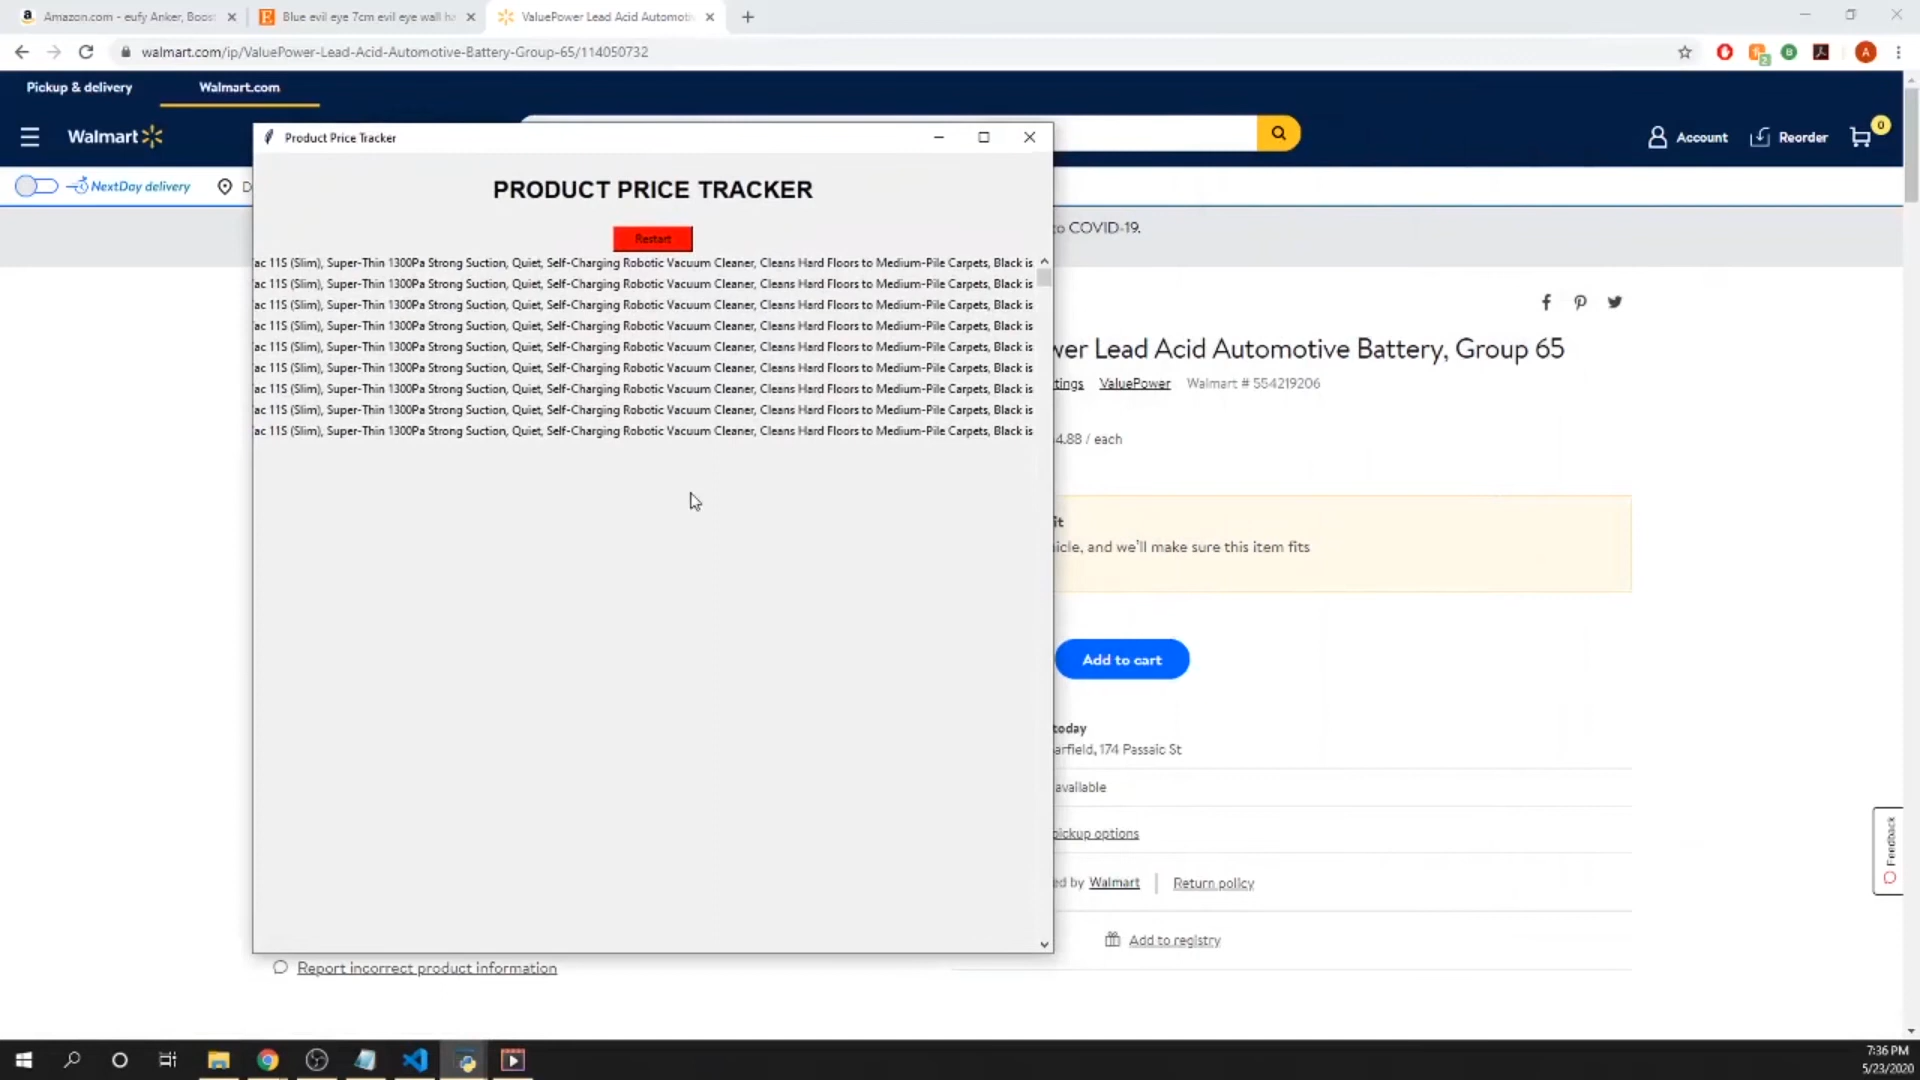 Amazon.com - eufy Anker, Boos
Blue evil eye 7cm evil eye wall ha
ValuePower Lead Acid Automoti
walmart.com/ip/ValuePower-Lead-Acid-Automotive-Battery-Group-65/114050732
2
B
A
Pickup & delivery
Walmart.com
Walmart
0
Account
Reorder
NextDay delivery
D
Product Price Tracker
PRODUCT PRICE TRACKER
to COVID-19.
Restart
ac 11S (Slim), Super-Thin 1300Pa Strong Suction, Quiet, Self-Charging Robotic Vacuum Cleaner, Cleans Hard Floors to Medium-Pile Carpets, Black is
ac 11S (Slim), Super-Thin 1300Pa Strong Suction, Quiet, Self-Charging Robotic Vacuum Cleaner, Cleans Hard Floors to Medium-Pile Carpets, Black is
ac 11S (Slim), Super-Thin 1300Pa Strong Suction, Quiet, Self-Charging Robotic Vacuum Cleaner, Cleans Hard Floors to Medium-Pile Carpets, Black is
ac 11S (Slim), Super-Thin 1300Pa Strong Suction, Quiet, Self-Charging Robotic Vacuum Cleaner, Cleans Hard Floors to Medium-Pile Carpets, Black is
ac 11S (Slim), Super-Thin 1300Pa Strong Suction, Quiet, Self-Charging Robotic Vacuum Cleaner, Cleans Hard Floors to Medium-Pile Carpets, Black is
ac 11S (Slim), Super-Thin 1300Pa Strong Suction, Quiet, Self-Charging Robotic Vacuum Cleaner, Cleans Hard Floors to Medium-Pile Carpets, Black is
ac 11S (Slim), Super-Thin 1300Pa Strong Suction, Quiet, Self-Charging Robotic Vacuum Cleaner, Cleans Hard Floors to Medium-Pile Carpets, Black is
ac 11S (Slim), Super-Thin 1300Pa Strong Suction, Quiet, Self-Charging Robotic Vacuum Cleaner, Cleans Hard Floors to Medium-Pile Carpets, Black is
ac 11S (Slim), Super-Thin 1300Pa Strong Suction, Quiet, Self-Charging Robotic Vacuum Cleaner, Cleans Hard Floors to Medium-Pile Carpets, Black is
wer Lead Acid Automotive Battery, Group 65
tings ValuePower Walmart # 554219206
4.88 / each
it
icle, and we'll make sure this item fits
Add to cart
today
arfield, 174 Passaic St
available
pickup options
Feedback
ed by Walmart | Return policy
Add to registry
Report incorrect product information
7:36 PM
5/23/2020